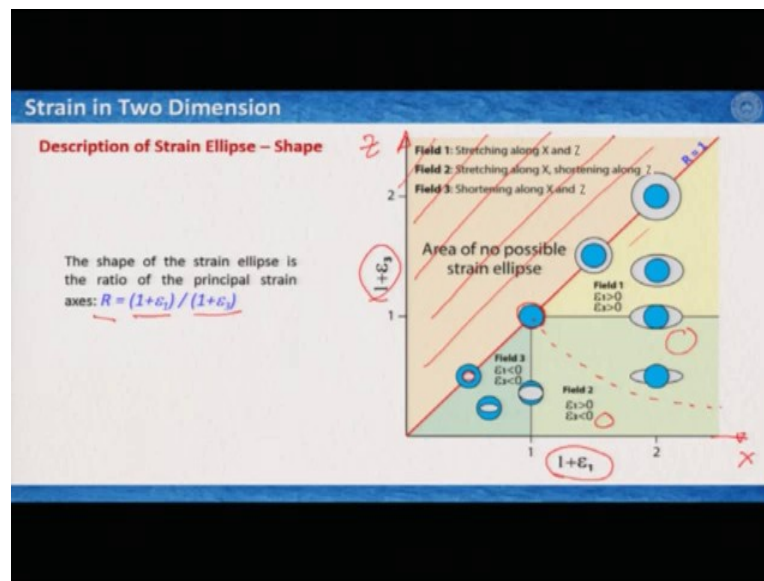 Strain in Two Dimension
Description of Strain Ellipse – Shape
The shape of the strain ellipse is
the ratio of the principal strain
axes: R = (1+ε₁) / (1+ε₃)
Z
Field 1: Stretching along X and Z
Field 2: Stretching along X, shortening along Z
Field 3: Shortening along X and Z
R=1
2
Area of no possible
strain ellipse
1+ε₃
Field 1
ε₁>0
ε₃>0
1
Field 3
ε₁<0
ε₃<0
Field 2
ε₁>0
ε₃<0
1
2
1+ε₁
X